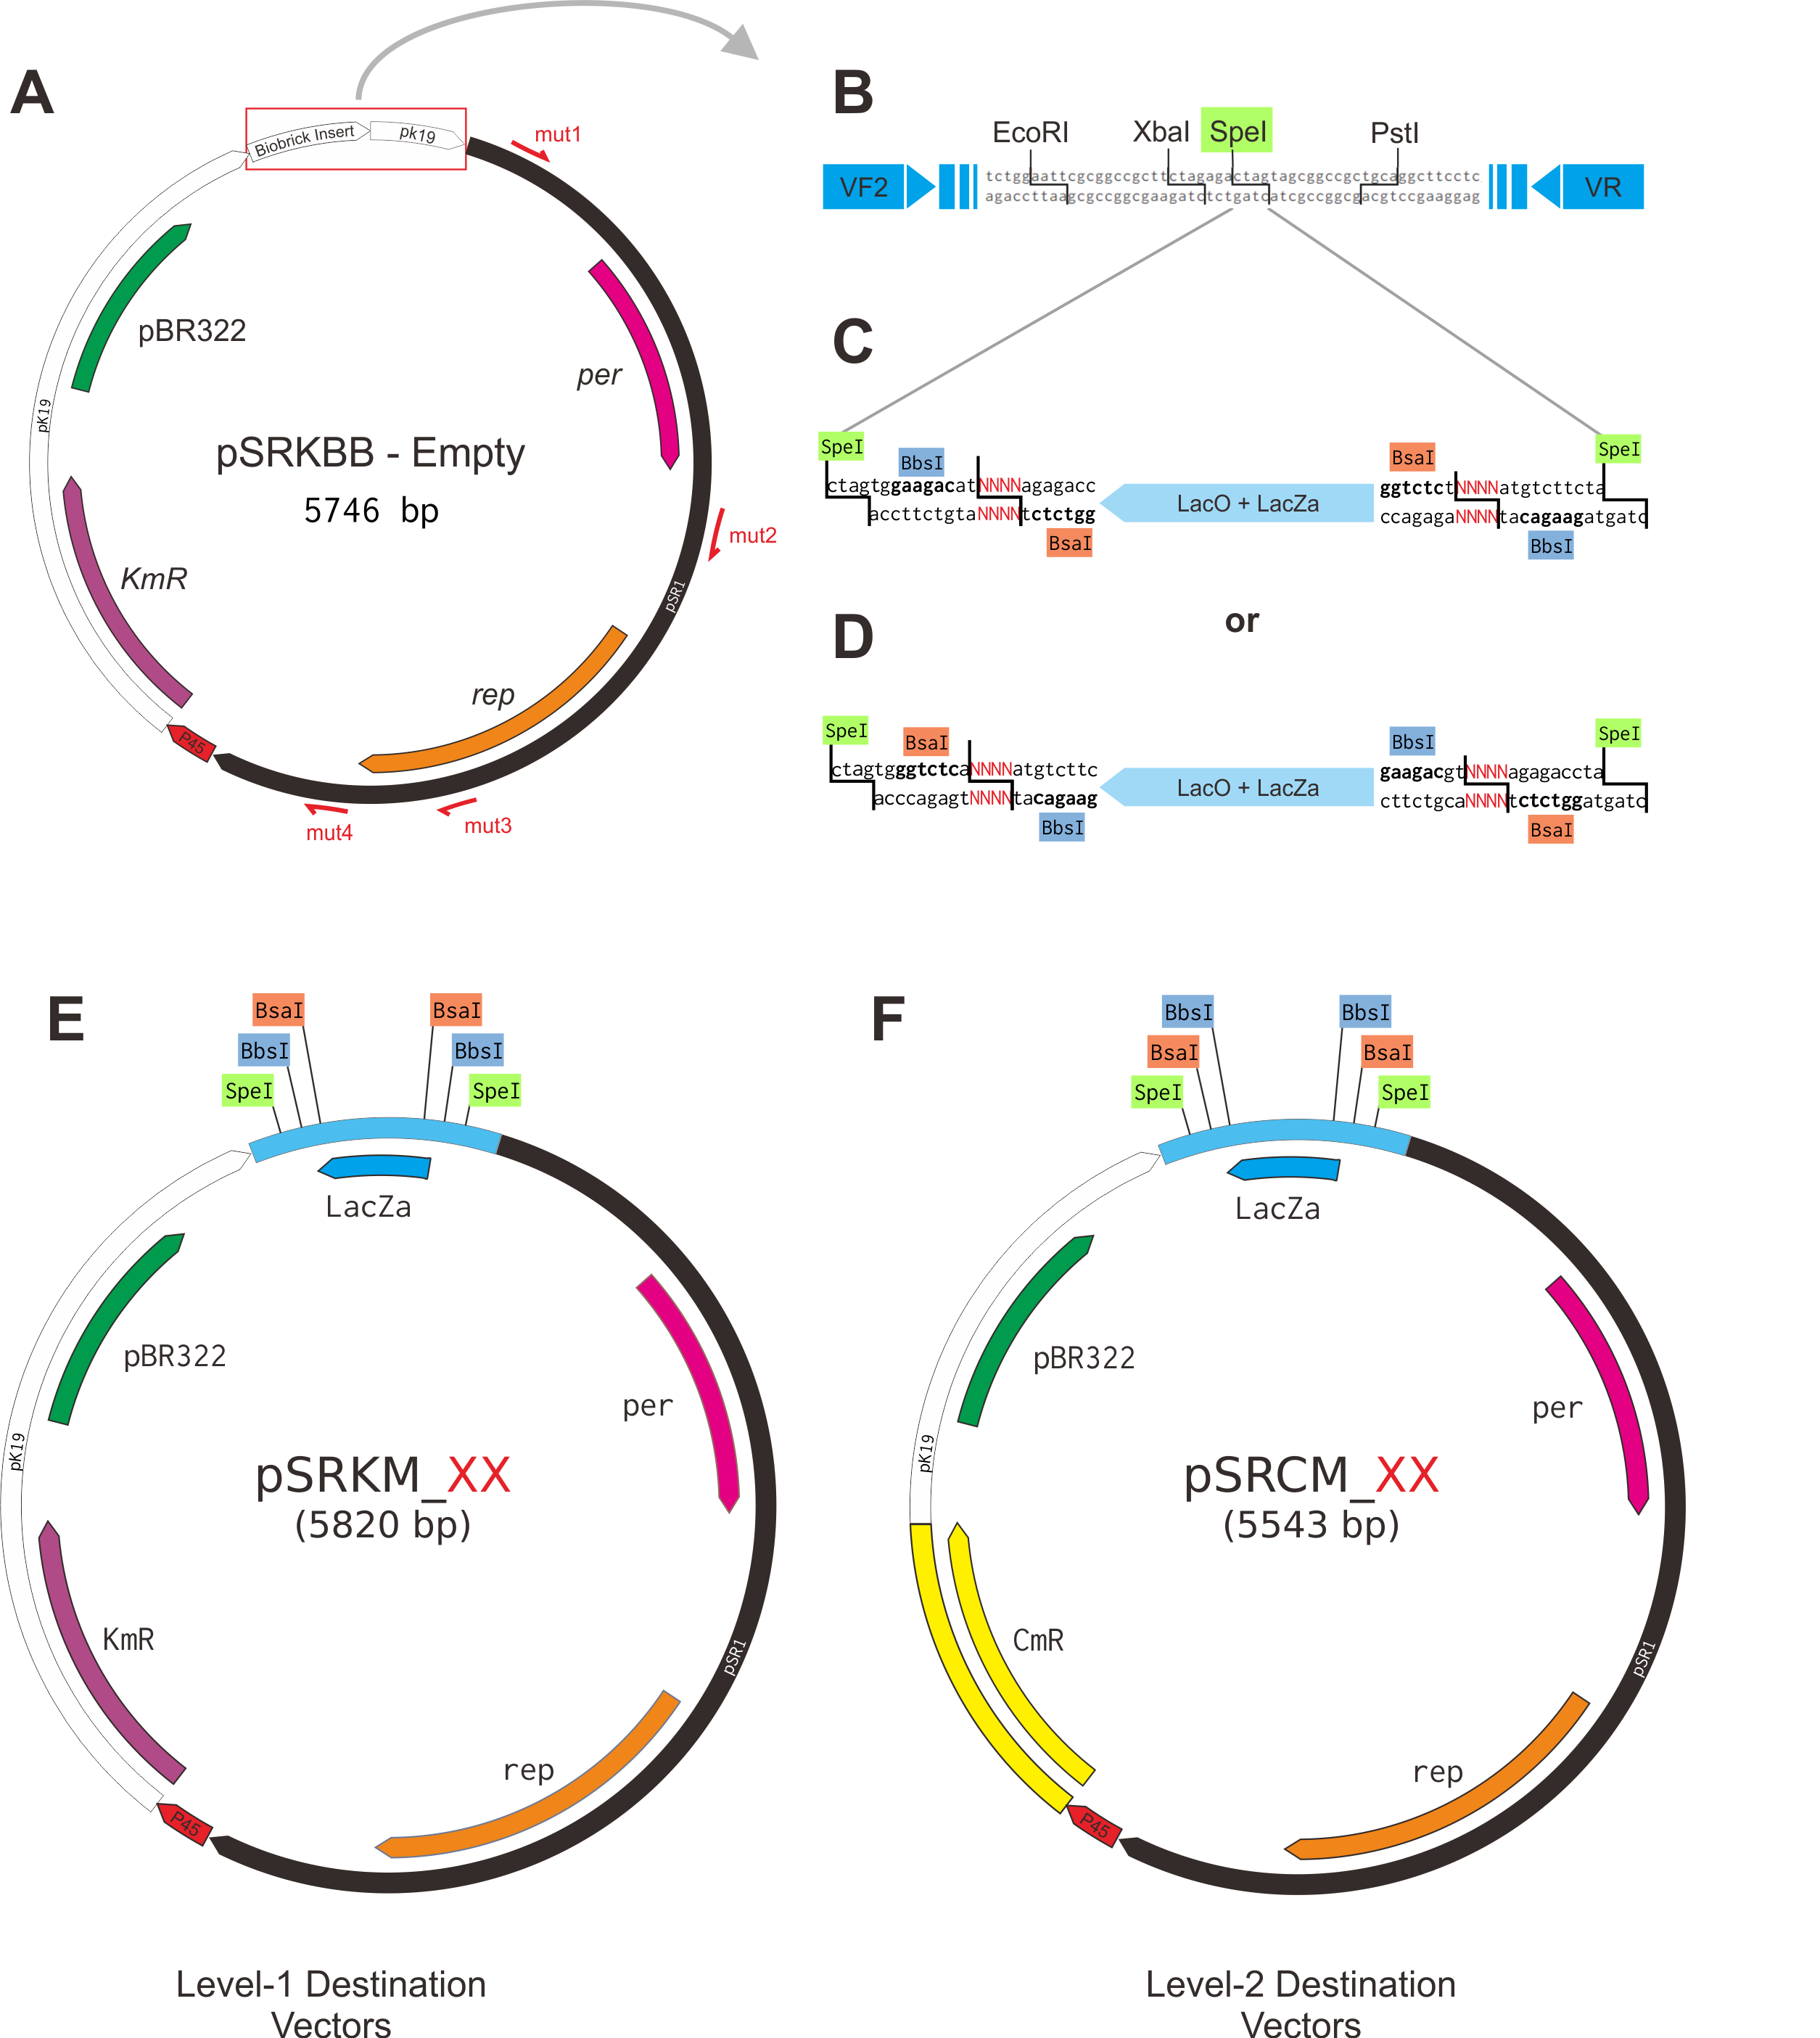 A
Biobrick Insert
pk19
mut1
pBR322
per
pK19
pSRKBB - Empty
5746 bp
mut2
KmR
pSR1
rep
P45
mut4
mut3
B
EcoRI
XbaI
SpeI
PstI
VF2
tctggaattcgcggccgcttctagagactagtagcggccgctgcaggcttcctc
agaccttaagcgccggcgaagatctctgatcatcgccggcgacgtccgaaggag
VR
C
SpeI
BbsI
BsaI
SpeI
ctagtggaagacatNNNNagagacc
accttctgtaNNNNtctctgg
BsaI
LacO + LacZa
ggtctctNNNNatgtcttcta
ccagagaNNNNtacagaagatgatc
BbsI
or
D
SpeI
BsaI
BbsI
SpeI
ctagtgggtctcaNNNNatgtcttc
acccagagtNNNNtacagaag
BbsI
LacO + LacZa
gaagacgtNNNNagagaccta
cttctgcaNNNNtctctggatgatc
BsaI
E
BsaI
BsaI
BbsI
BbsI
SpeI
SpeI
LacZa
pBR322
per
pK19
pSRKM_XX
(5820 bp)
KmR
pSR1
rep
P45
Level-1 Destination
Vectors
F
BbsI
BbsI
BsaI
BsaI
SpeI
SpeI
LacZa
pBR322
per
pK19
pSRCM_XX
(5543 bp)
CmR
pSR1
rep
P45
Level-2 Destination
Vectors